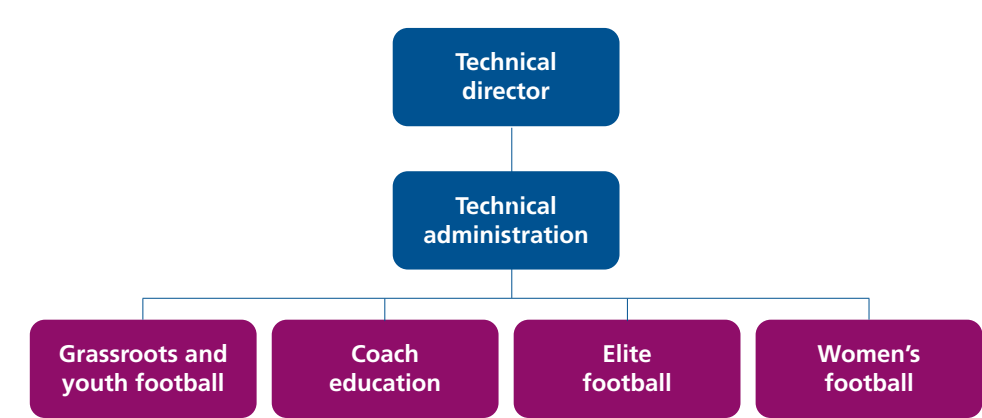 Technical
director
Technical
administration
Grassroots and
youth football
Coach
education
Elite
football
Women’s
football